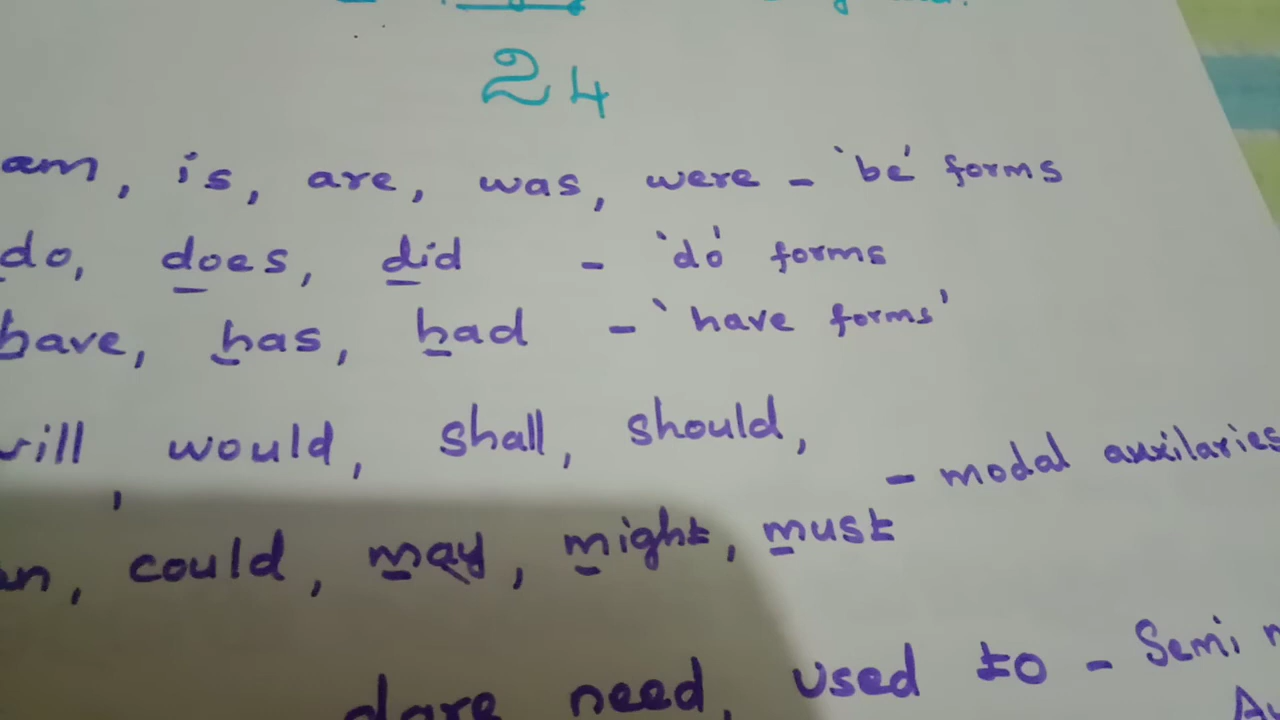 24
am, is, are, was, were - 'be' forms
do, does, did - 'do' forms
have, has, had - 'have forms'
would, shall, should,
- modal auxilaries
could, may, might, must
dare need, used to - Semi